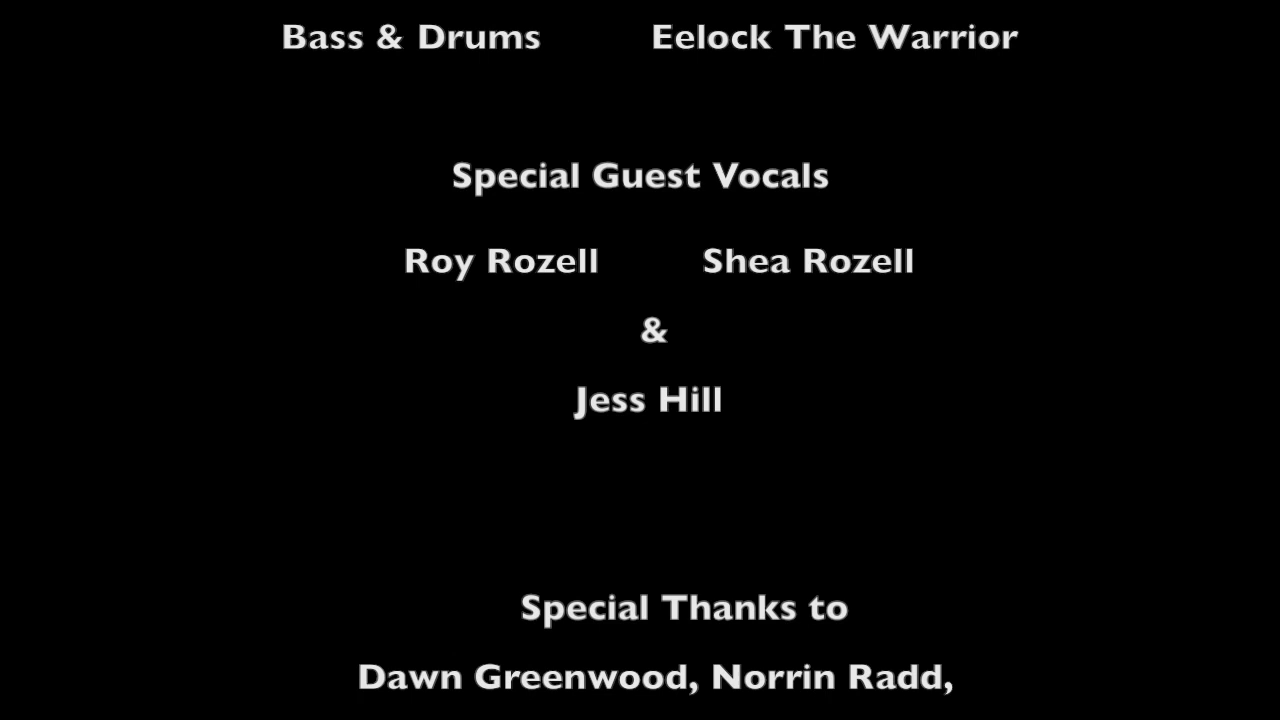 Bass & Drums Eelock The Warrior
Special Guest Vocals
Roy Rozell Shea Rozell
&
Jess Hill
Special Thanks to
Dawn Greenwood, Norrin Radd,